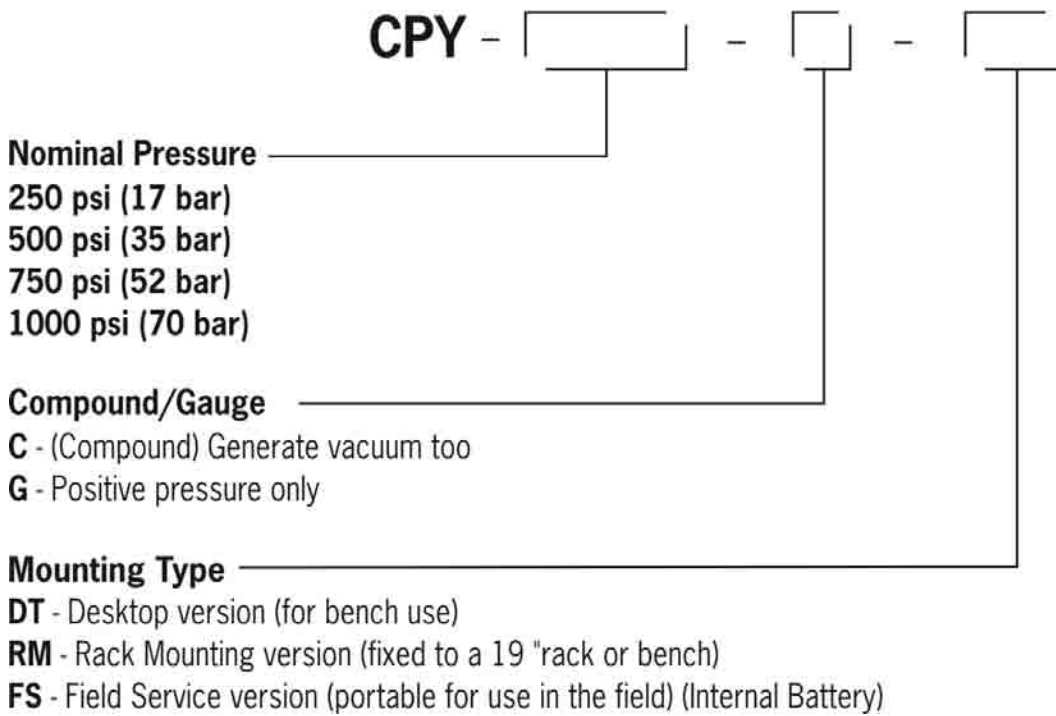 CPY - -  -
Nominal Pressure
250 psi (17 bar)
500 psi (35 bar)
750 psi (52 bar)
1000 psi (70 bar)
Compound/Gauge
C - (Compound) Generate vacuum too
G - Positive pressure only
Mounting Type
DT - Desktop version (for bench use)
RM - Rack Mounting version (fixed to a 19 "rack or bench)
FS - Field Service version (portable for use in the field) (Internal Battery)